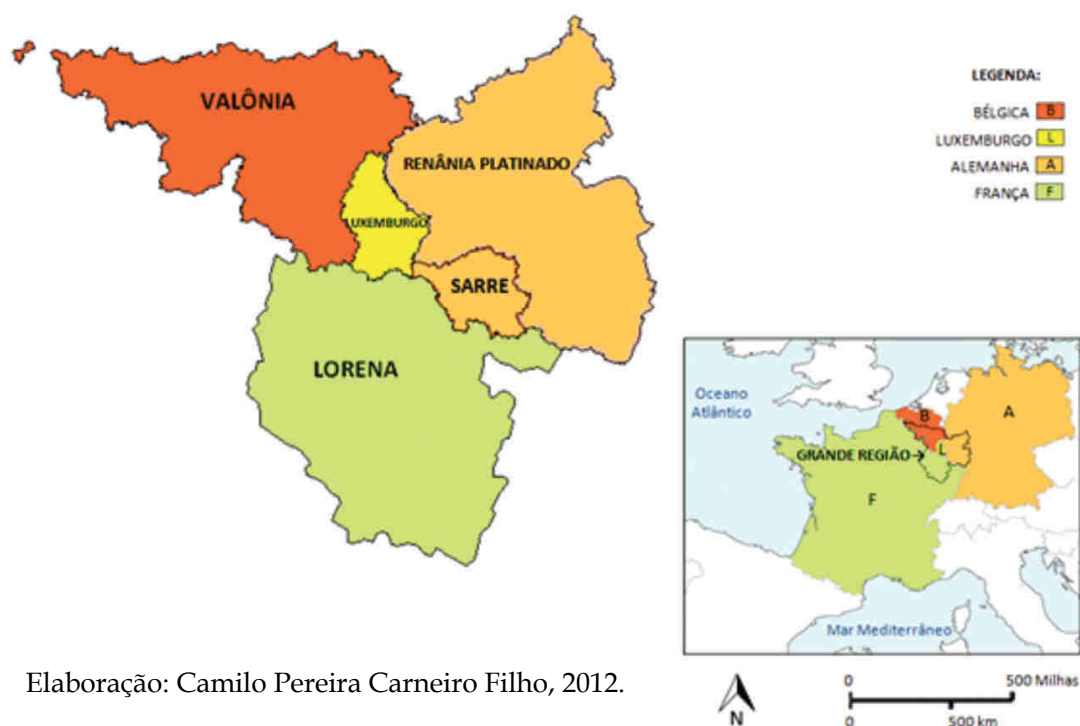 VALÔNIA
RENÂNIA PLATINADO
LUXEMBURGO
SARRE
LORENA
LEGENDA:
BÉLGICA B
LUXEMBURGO L
ALEMANHA A
FRANÇA F
Oceano
Atlântico
B
A
L
GRANDE REGIÃO
F
Mar Mediterrâneo
Elaboração: Camilo Pereira Carneiro Filho, 2012.
N
0 500 Milhas
0 500 km